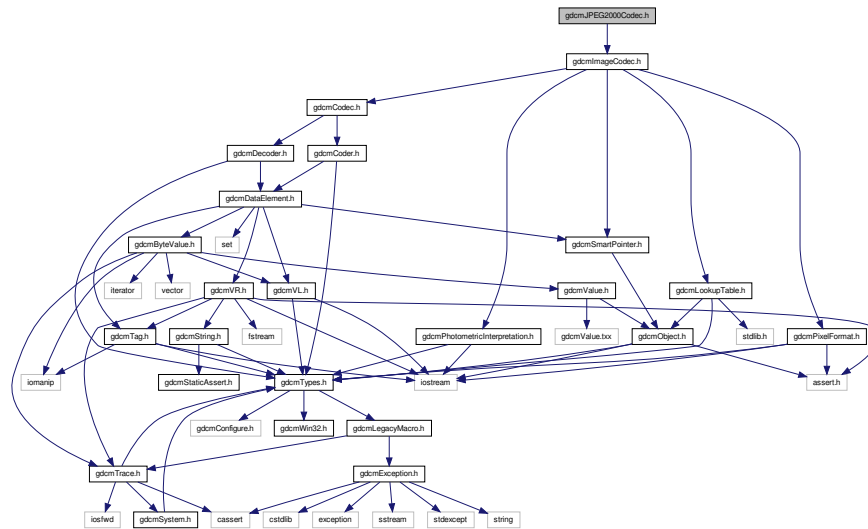 gdcmJPEG2000Codec.h
gdcmImageCodec.h
gdcmCodec.h
gdcmDecoder.h
gdcmCoder.h
gdcmDataElement.h
gdcmByteValue.h
set
gdcmSmartPointer.h
iterator
vector
gdcmVR.h
gdcmVL.h
gdcmValue.h
gdcmLookupTable.h
gdcmTag.h
gdcmString.h
fstream
gdcmPhotometricInterpretation.h
gdcmValue.txx
gdcmObject.h
stdlib.h
gdcmPixelFormat.h
iomanip
gdcmStaticAssert.h
gdcmTypes.h
iostream
assert.h
gdcmConfigure.h
gdcmWin32.h
gdcmLegacyMacro.h
gdcmTrace.h
gdcmException.h
iosfwd
gdcmSystem.h
cassert
cstdlib
exception
sstream
stdexcept
string